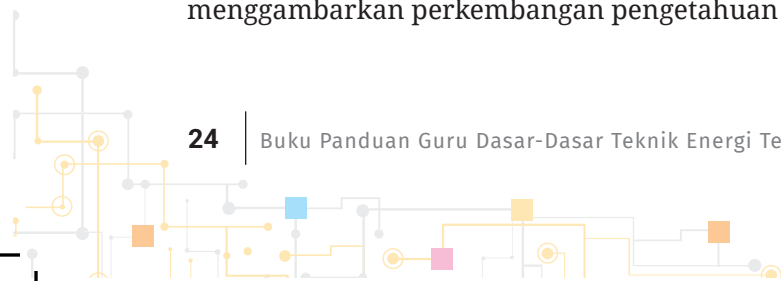 menggambarkan perkembangan pengetahuan
24 Buku Panduan Guru Dasar-Dasar Teknik Energi Te